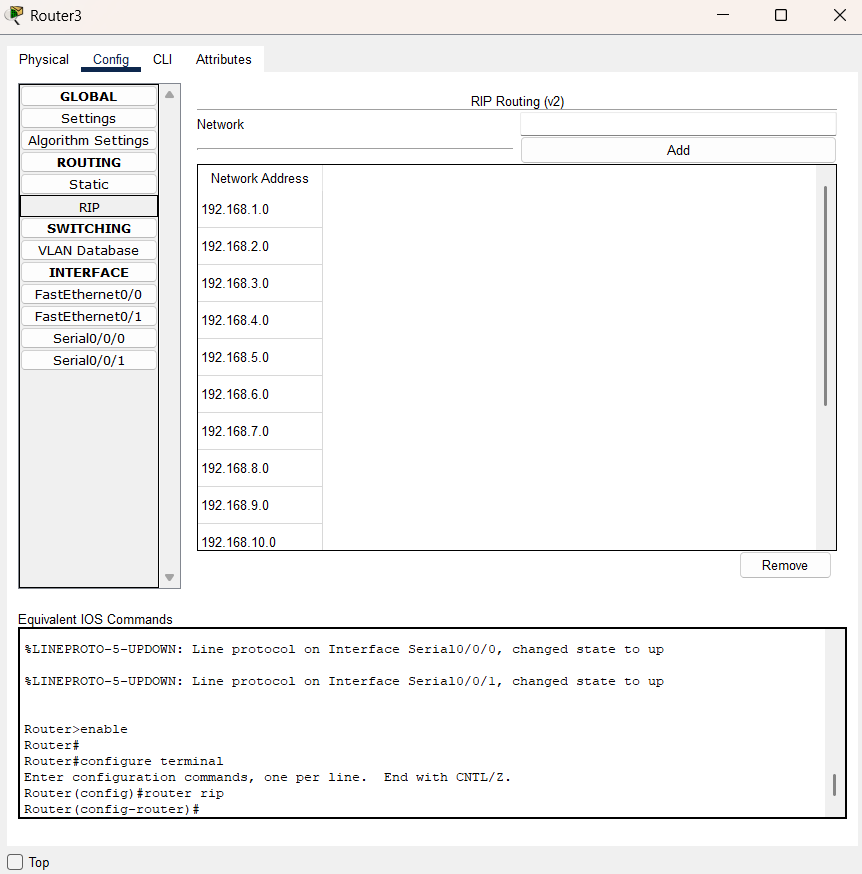 Router3
Physical Config CLI Attributes
GLOBAL
Settings
Algorithm Settings
ROUTING
Static
RIP
SWITCHING
VLAN Database
INTERFACE
FastEthernet0/0
FastEthernet0/1
Serial0/0/0
Serial0/0/1
RIP Routing (v2)
Network
Add
Network Address
192.168.1.0
192.168.2.0
192.168.3.0
192.168.4.0
192.168.5.0
192.168.6.0
192.168.7.0
192.168.8.0
192.168.9.0
192.168.10.0
Remove
Equivalent IOS Commands
%LINEPROTO-5-UPDOWN: Line protocol on Interface Serial0/0/0, changed state to up
%LINEPROTO-5-UPDOWN: Line protocol on Interface Serial0/0/1, changed state to up
Router>enable
Router#
Router#configure terminal
Enter configuration commands, one per line.  End with CNTL/Z.
Router(config)#router rip
Router(config-router)#
Top